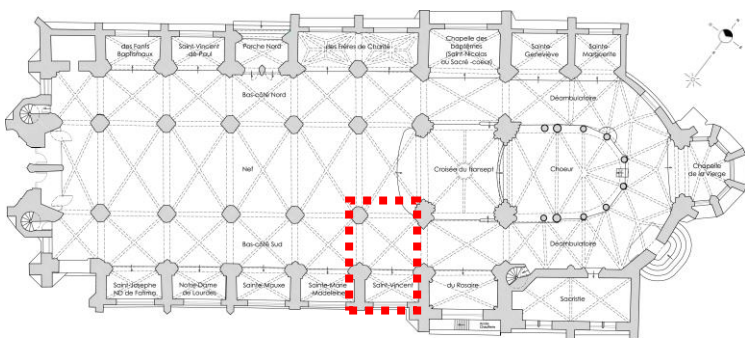 des Fonts
Baptismaux
Saint-Vincent
de-Paul
Porche Nord
des Frères de Charité
Chapelle des
baptêmes
(Saint-Nicolas
ou Sacré-coeur)
Sainte-
Geneviève
Sainte-
Marguerite
Bas-côté Nord
Déambulatoire
Nef
Croisée du transept
Choeur
Chapelle
de la Vierge
Bas-côté Sud
Déambulatoire
Saint-Joseph
ND de Fatima
Notre-Dame
de Lourdes
Sainte-Mauxe
Sainte-Marie
Madeleine
Saint-Vincent
du Rosaire
Sacristie